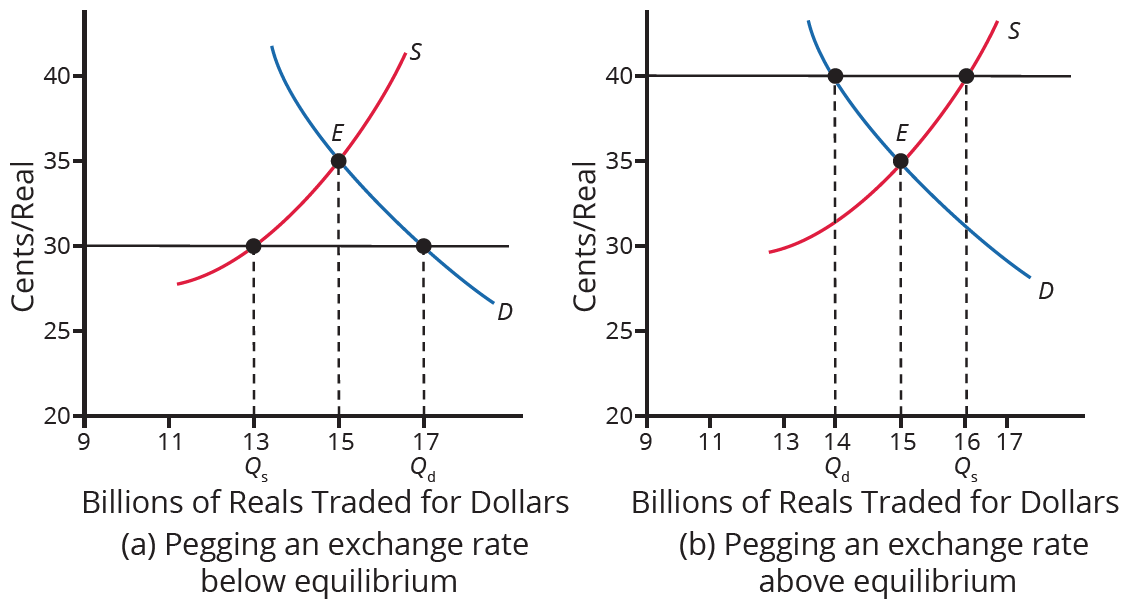 S
40
E
35
Cents/Real
30
D
25
20
9 11 13 15 17
Qs Qd
Billions of Reals Traded for Dollars
(a) Pegging an exchange rate
below equilibrium
S
40
E
35
Cents/Real
30
D
25
20
9 11 13 14 15 16 17
Qd Qs
Billions of Reals Traded for Dollars
(b) Pegging an exchange rate
above equilibrium